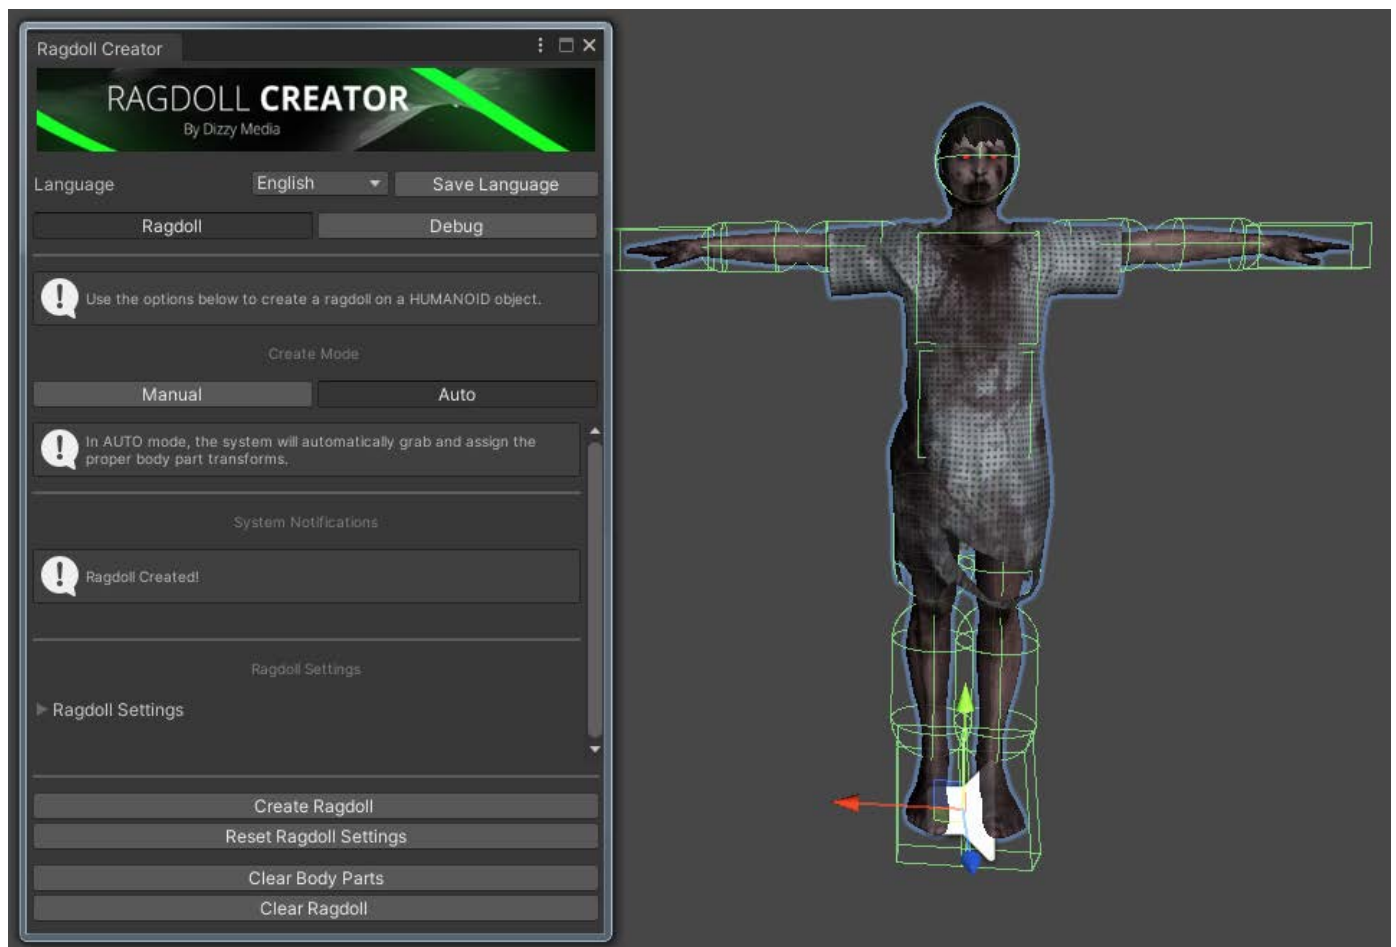 Ragdoll Creator
RAGDOLL CREATOR
By Dizzy Media
Language English Save Language
Ragdoll Debug
Use the options below to create a ragdoll on a HUMANOID object.
Create Mode
Manual Auto
In AUTO mode, the system will automatically grab and assign the
proper body part transforms.
System Notifications
Ragdoll Created!
Ragdoll Settings
Ragdoll Settings
Create Ragdoll
Reset Ragdoll Settings
Clear Body Parts
Clear Ragdoll